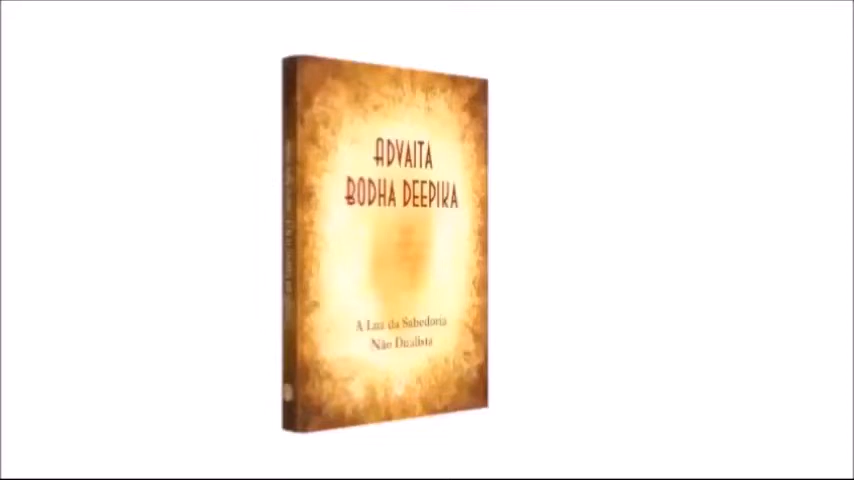 ADVAITA
BODHA DEEPIKA
A Luz da Sabedoria
Não Dualista